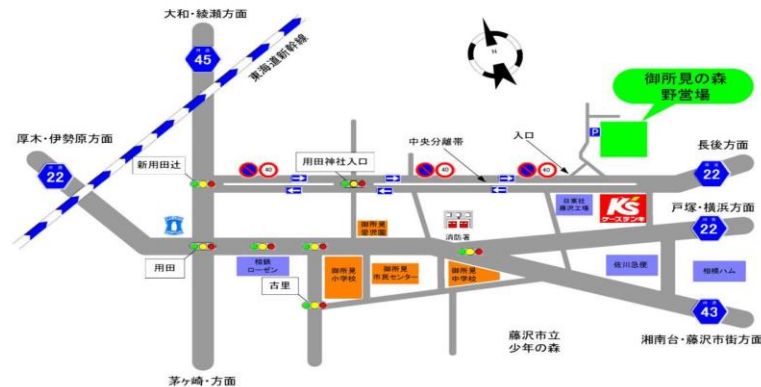 大和・綾瀬方面
45
東海道新幹線
N
御所見の森
野営場
厚木・伊勢原方面
22
新用田辻
40
用田神社入口
40
中央分離帯
40
入口
P
長後方面
22
日東社
藤沢工場
K's
ケーズデンキ
戸塚・横浜方面
22
御所見
愛児園
消防署
用田
相鉄
ローゼン
御所見
小学校
御所見
市民センター
御所見
中学校
佐川急便
相模ハム
古里
43
藤沢市立
少年の森
湘南台・藤沢市街方面
茅ヶ崎・方面